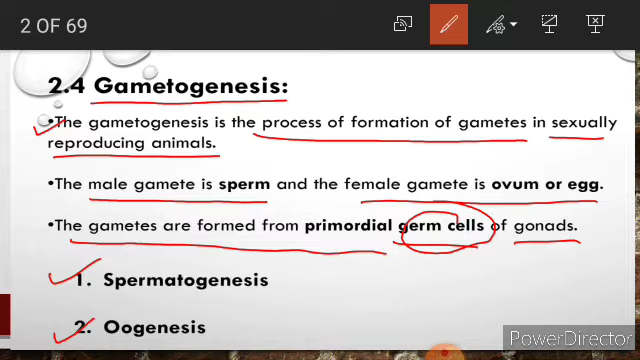 2 OF 69
2.4 Gametogenesis:
•The gametogenesis is the process of formation of gametes in sexually
reproducing animals.
•The male gamete is sperm and the female gamete is ovum or egg.
•The gametes are formed from primordial germ cells of gonads.
1. Spermatogenesis
2. Oogenesis
PowerDirector